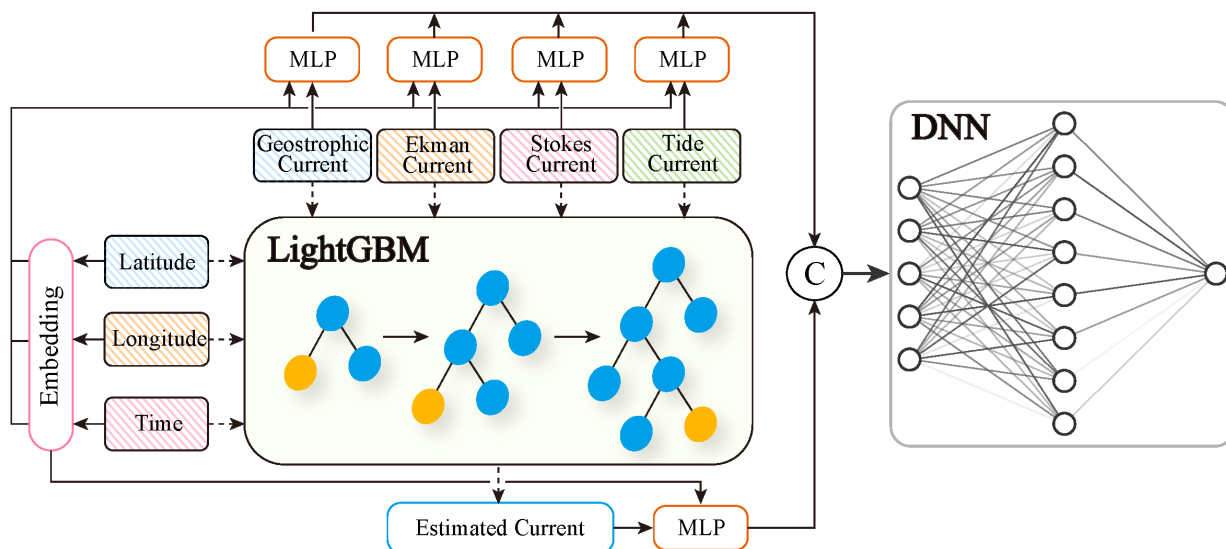 MLP
MLP
MLP
MLP
Geostrophic
Current
Ekman
Current
Stokes
Current
Tide
Current
DNN
LightGBM
Embedding
Latitude
Longitude
Time
C
Estimated Current
MLP